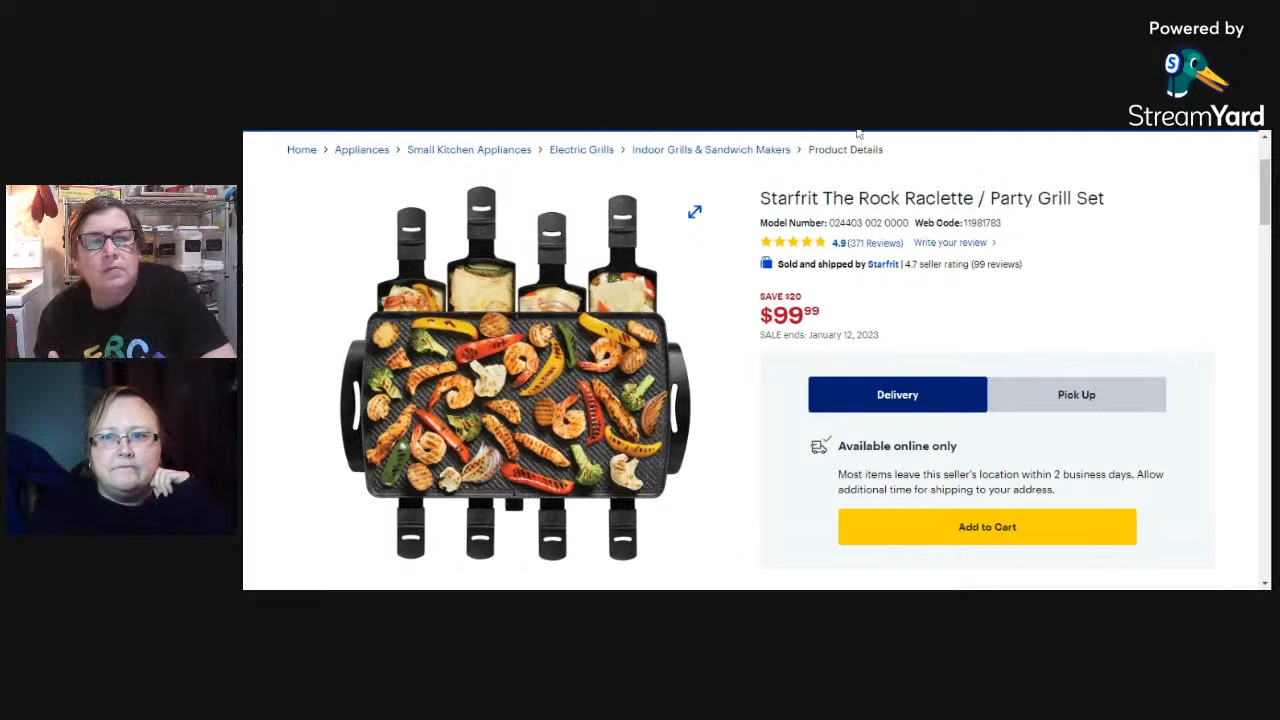 Powered by
S
StreamYard
Home > Appliances > Small Kitchen Appliances > Electric Grills > Indoor Grills & Sandwich Makers > Product Details
Starfrit The Rock Raclette / Party Grill Set
Model Number: 024403 002 0000 Web Code: 11981783
4.9 (371 Reviews) Write your review >
Sold and shipped by Starfrit | 4.7 seller rating (99 reviews)
SAVE $20
$9999
SALE ends: January 12, 2023
Delivery
Pick Up
Available online only
Most items leave this seller's location within 2 business days. Allow
additional time for shipping to your address.
Add to Cart